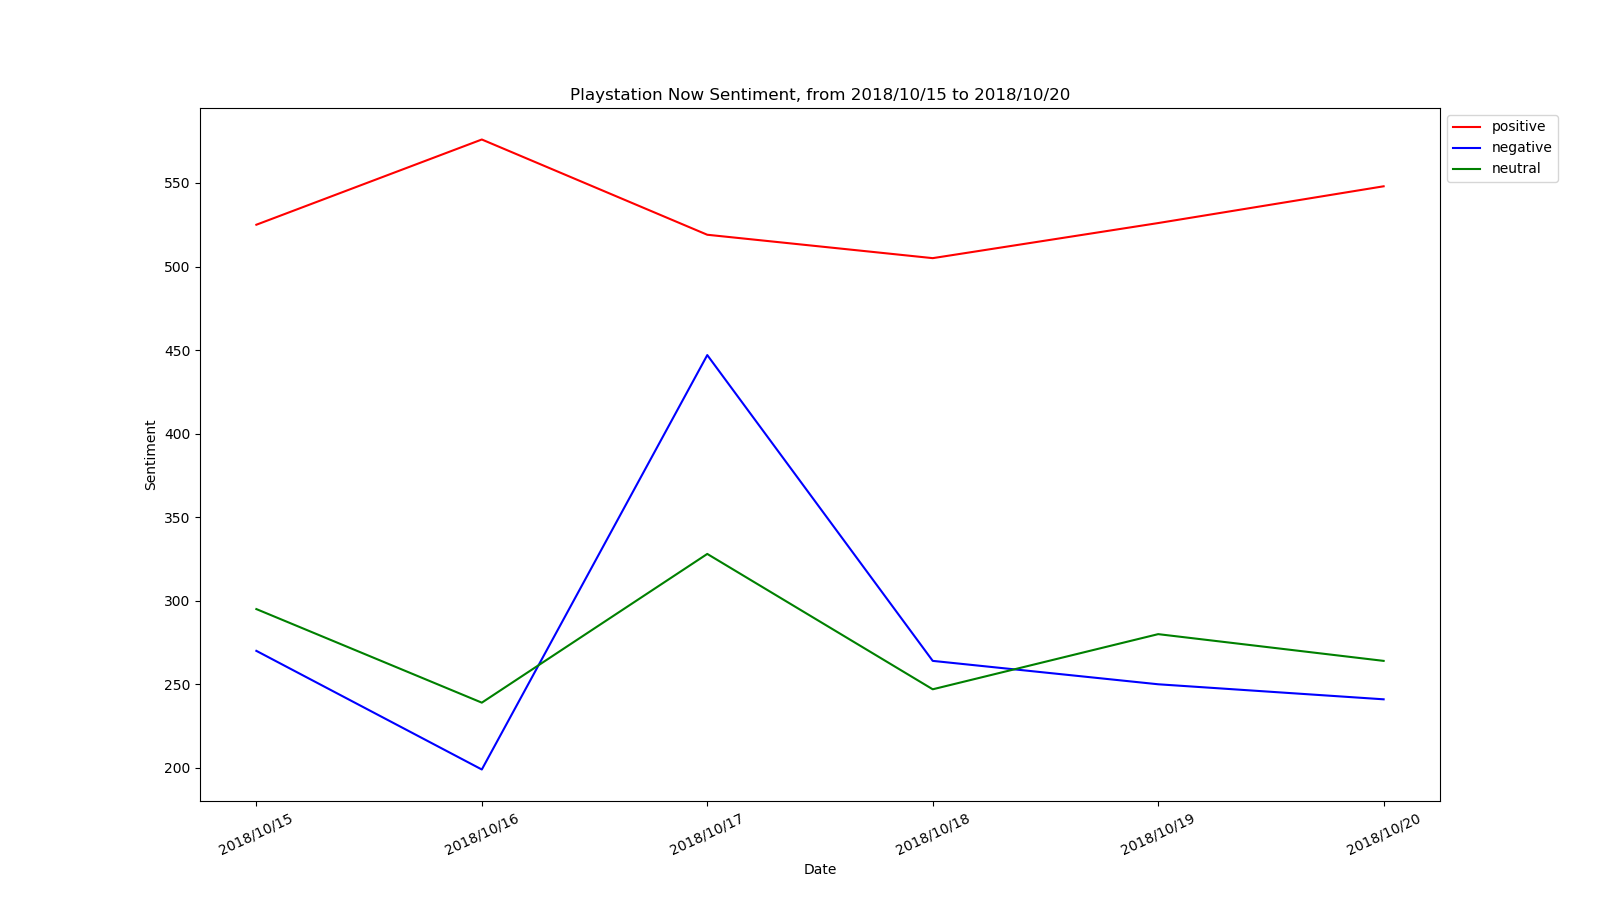 Playstation Now Sentiment, from 2018/10/15 to 2018/10/20
positive
negative
neutral
Sentiment
550
500
450
400
350
300
250
200
2018/10/15
2018/10/16
2018/10/17
2018/10/18
2018/10/19
2018/10/20
Date